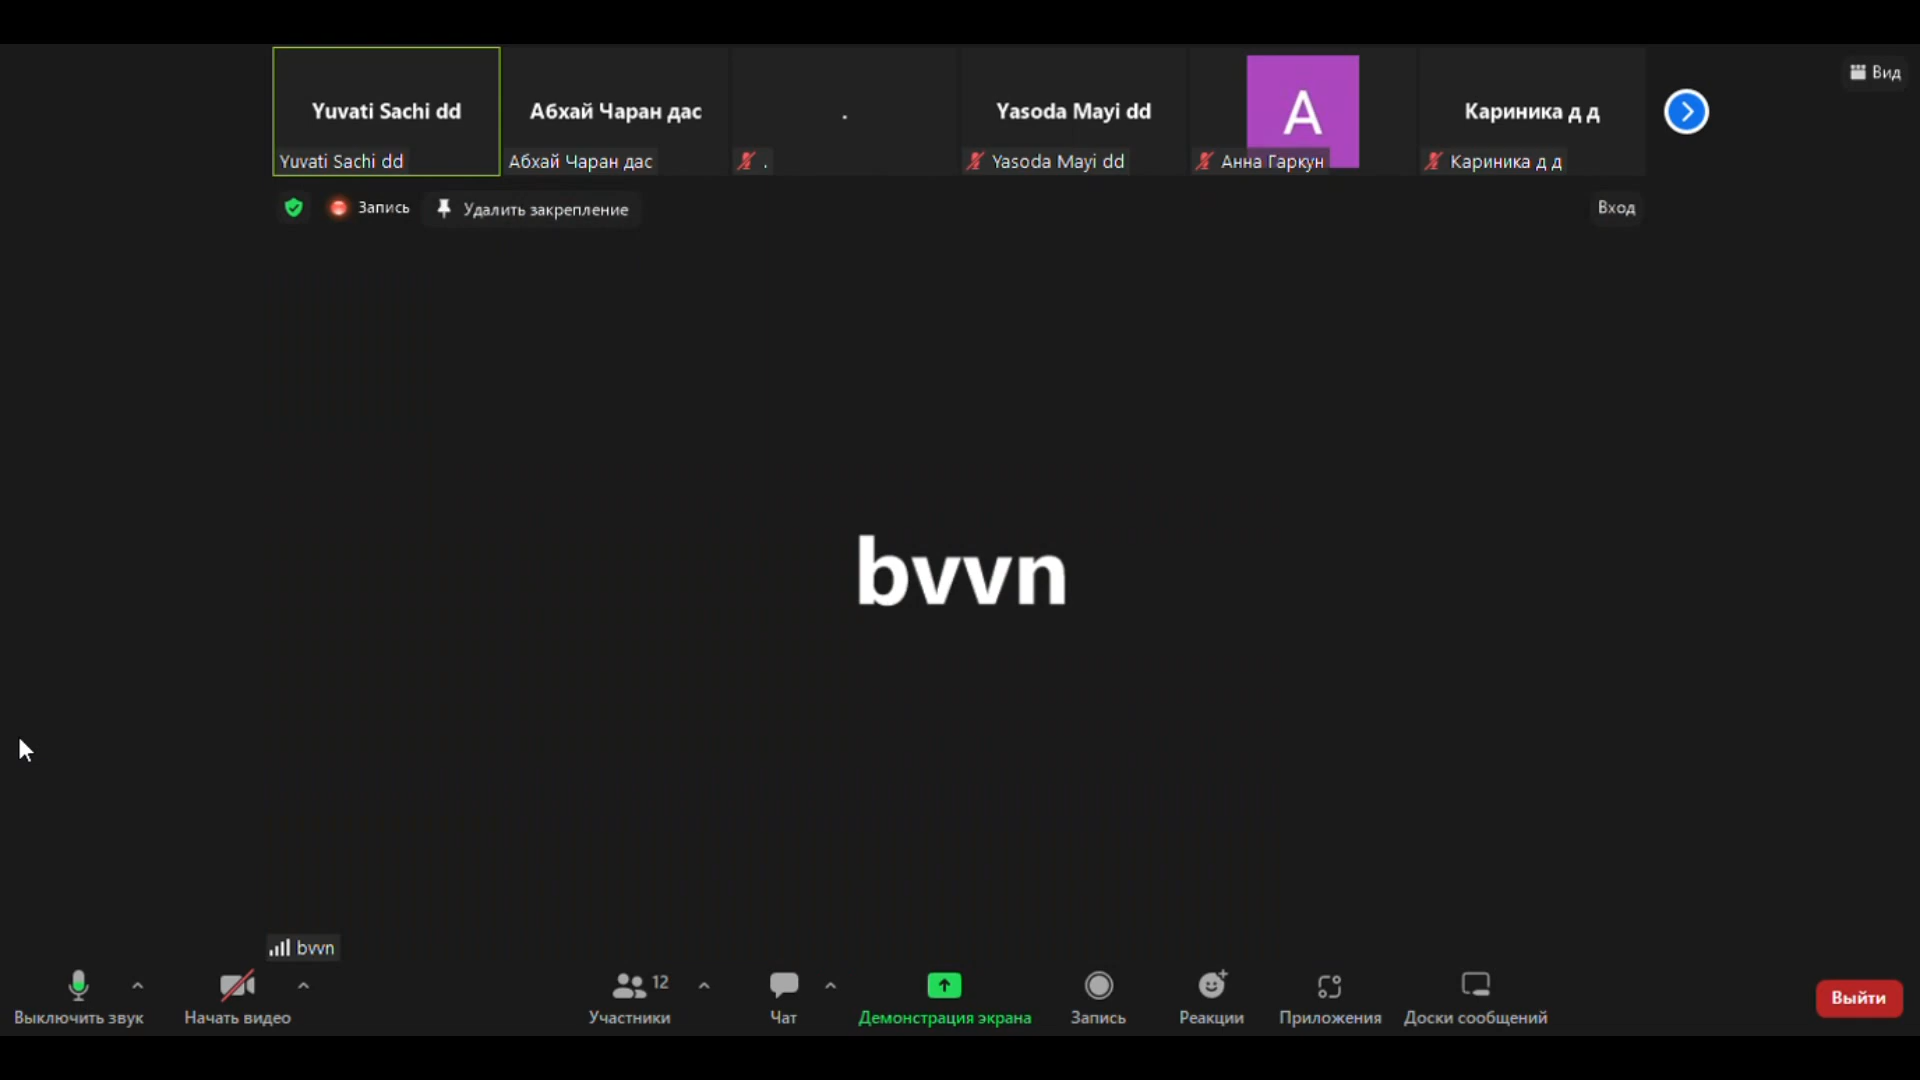 Вид
Yuvati Sachi dd
Абхай Чаран дас
.
Yasoda Mayi dd
A
Кариника д д
Yuvati Sachi dd
Абхай Чаран дас
.
Yasoda Mayi dd
Анна Гаркун
Кариника д д
Запись
Удалить закрепление
Вход
bvvn
bvvn
12
Выключить звук
Начать видео
Участники
Чат
Демонстрация экрана
Запись
Реакции
Приложения
Доски сообщений
Выйти